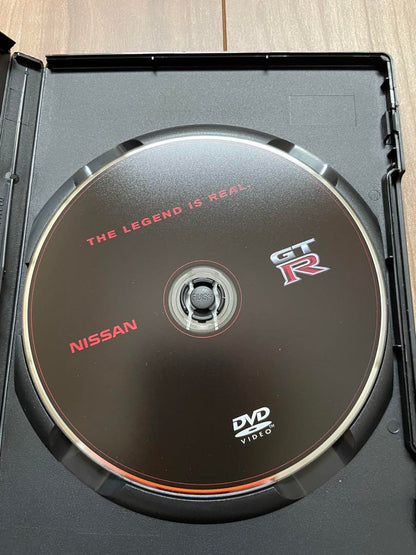 THE LEGEND IS REAL.
GT
R
NISSAN
DVD
VIDEO